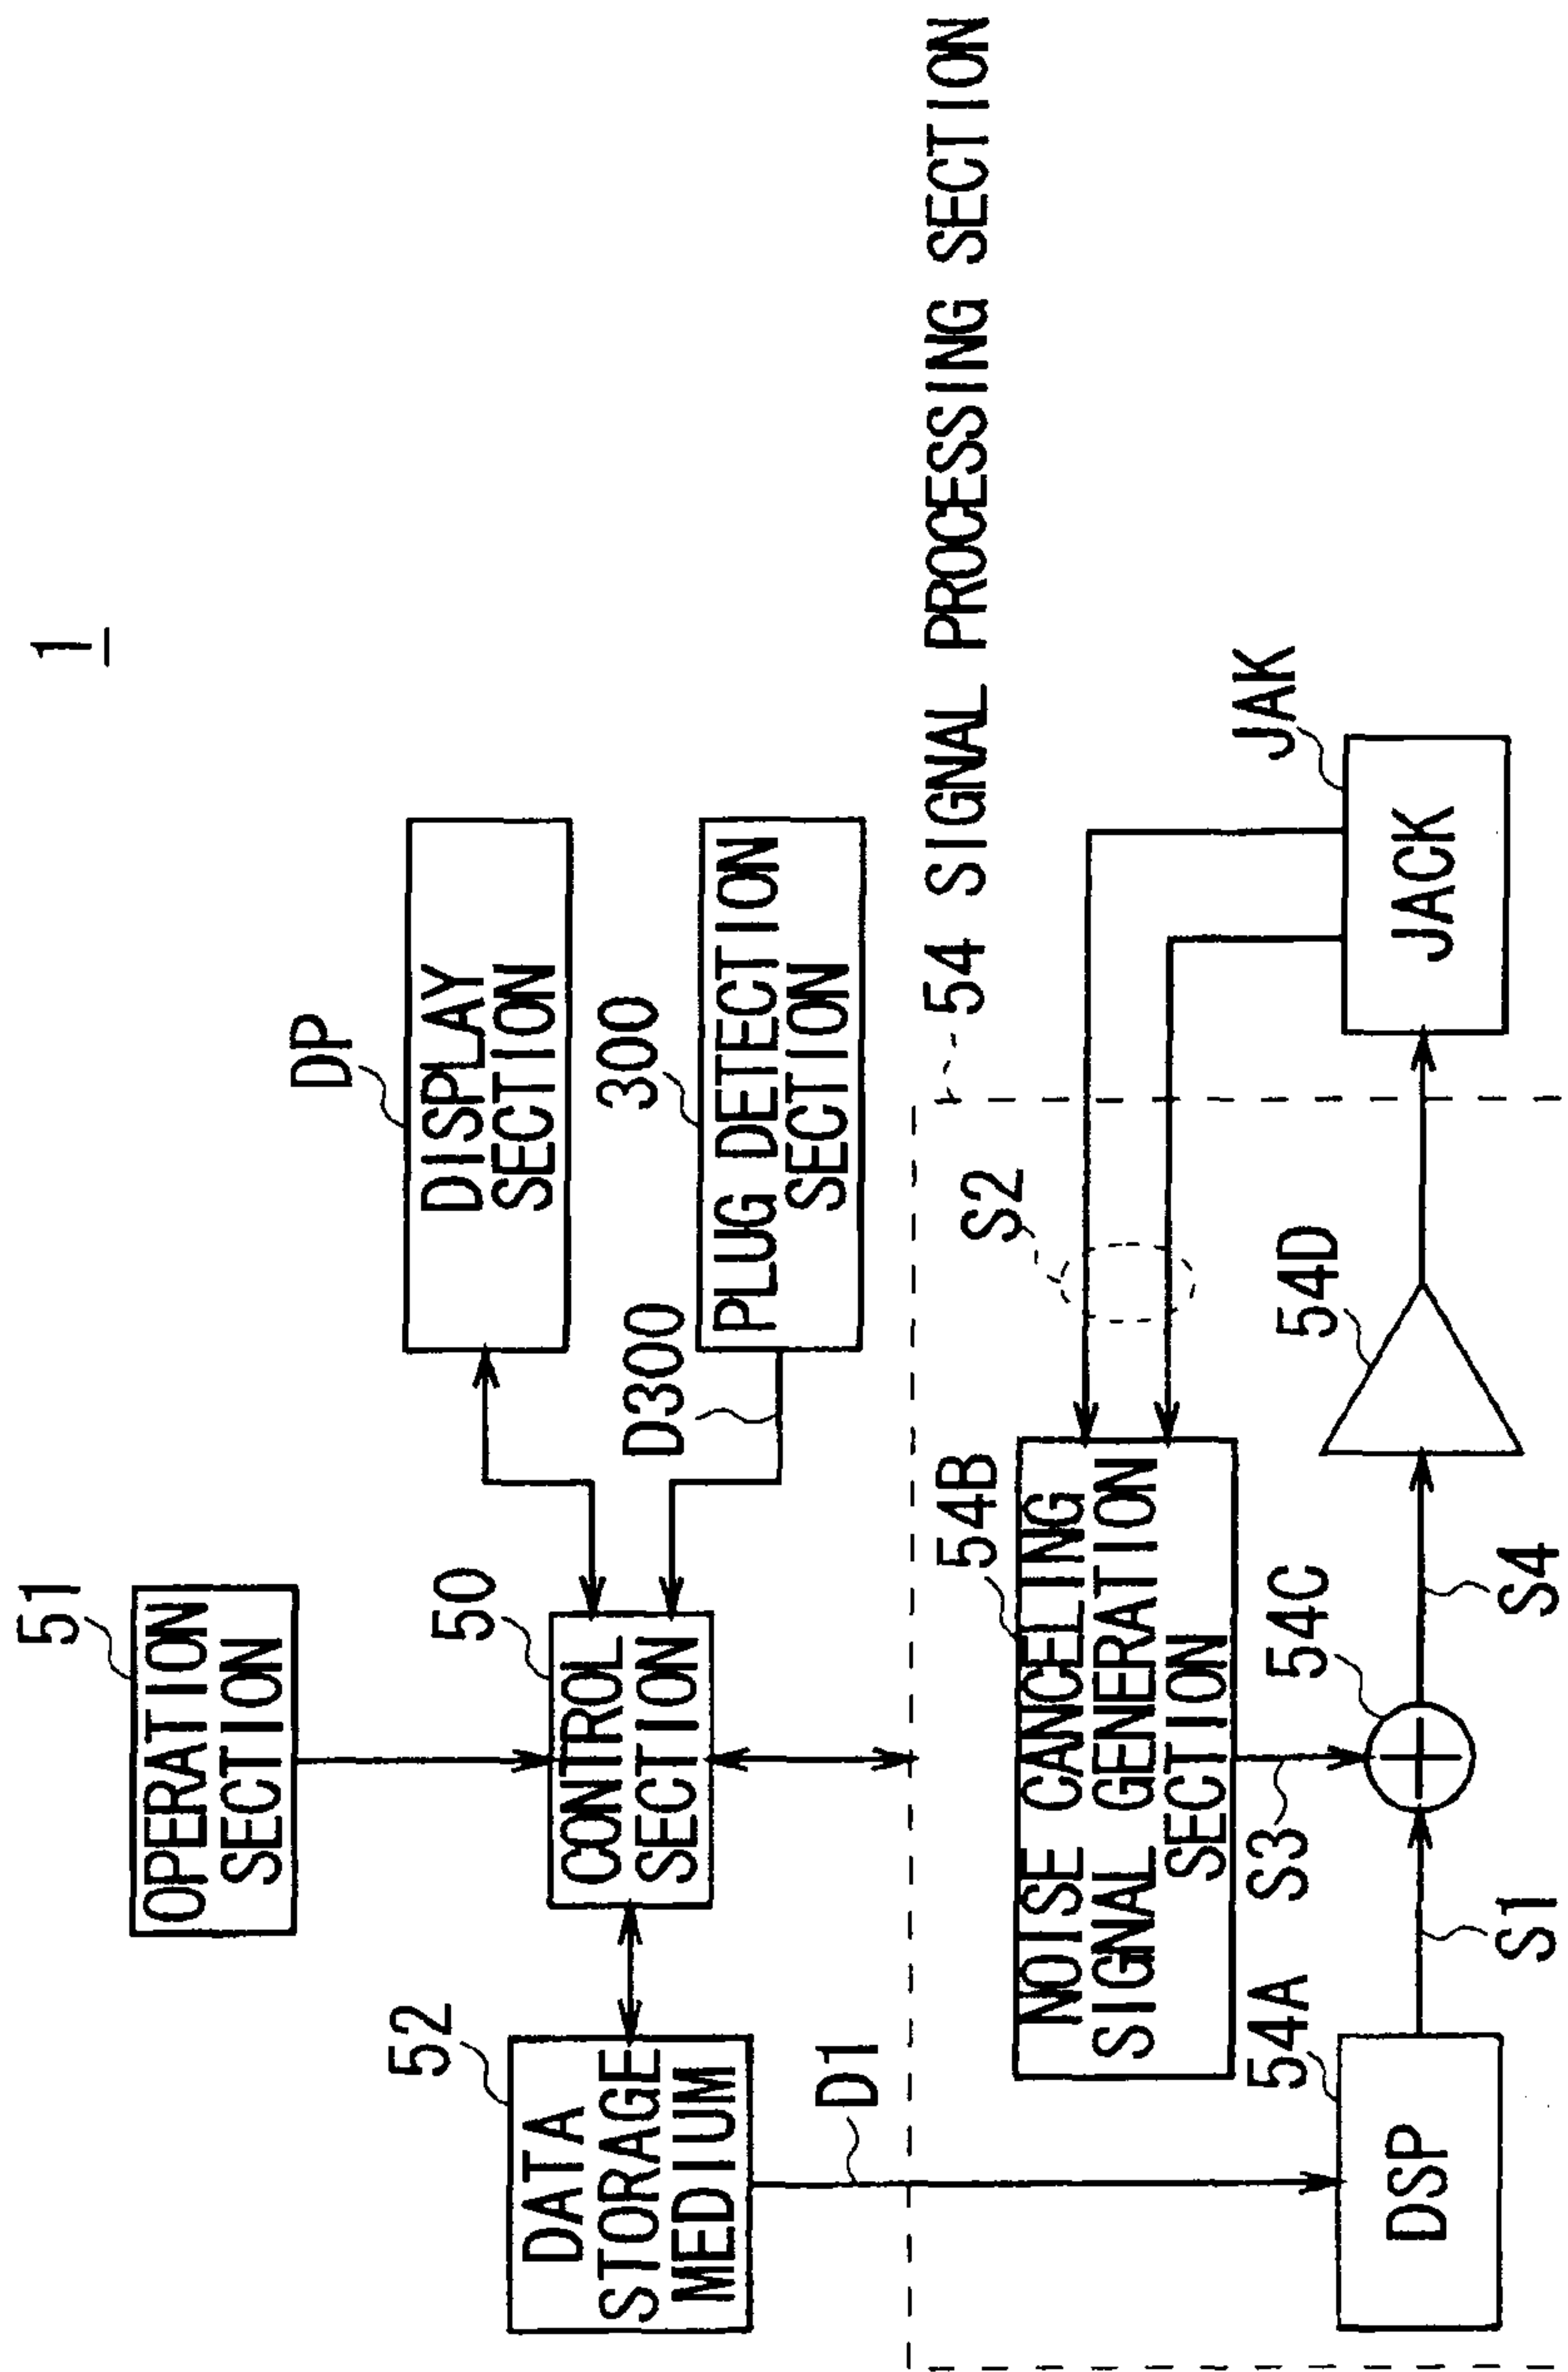 1
51
OPERATION
SECTION
DP
DISPLAY
SECTION
52
DATA
STORAGE
MEDIUM
50
CONTROL
SECTION
300
PLUG DETECTION
SECTION
D300
D1
54 SIGNAL PROCESSING SECTION
54B
NOISE CANCELING
SIGNAL GENERATION
SECTION
S2
S3
54A
DSP
S1
54C
S4
54D
JAK
JACK